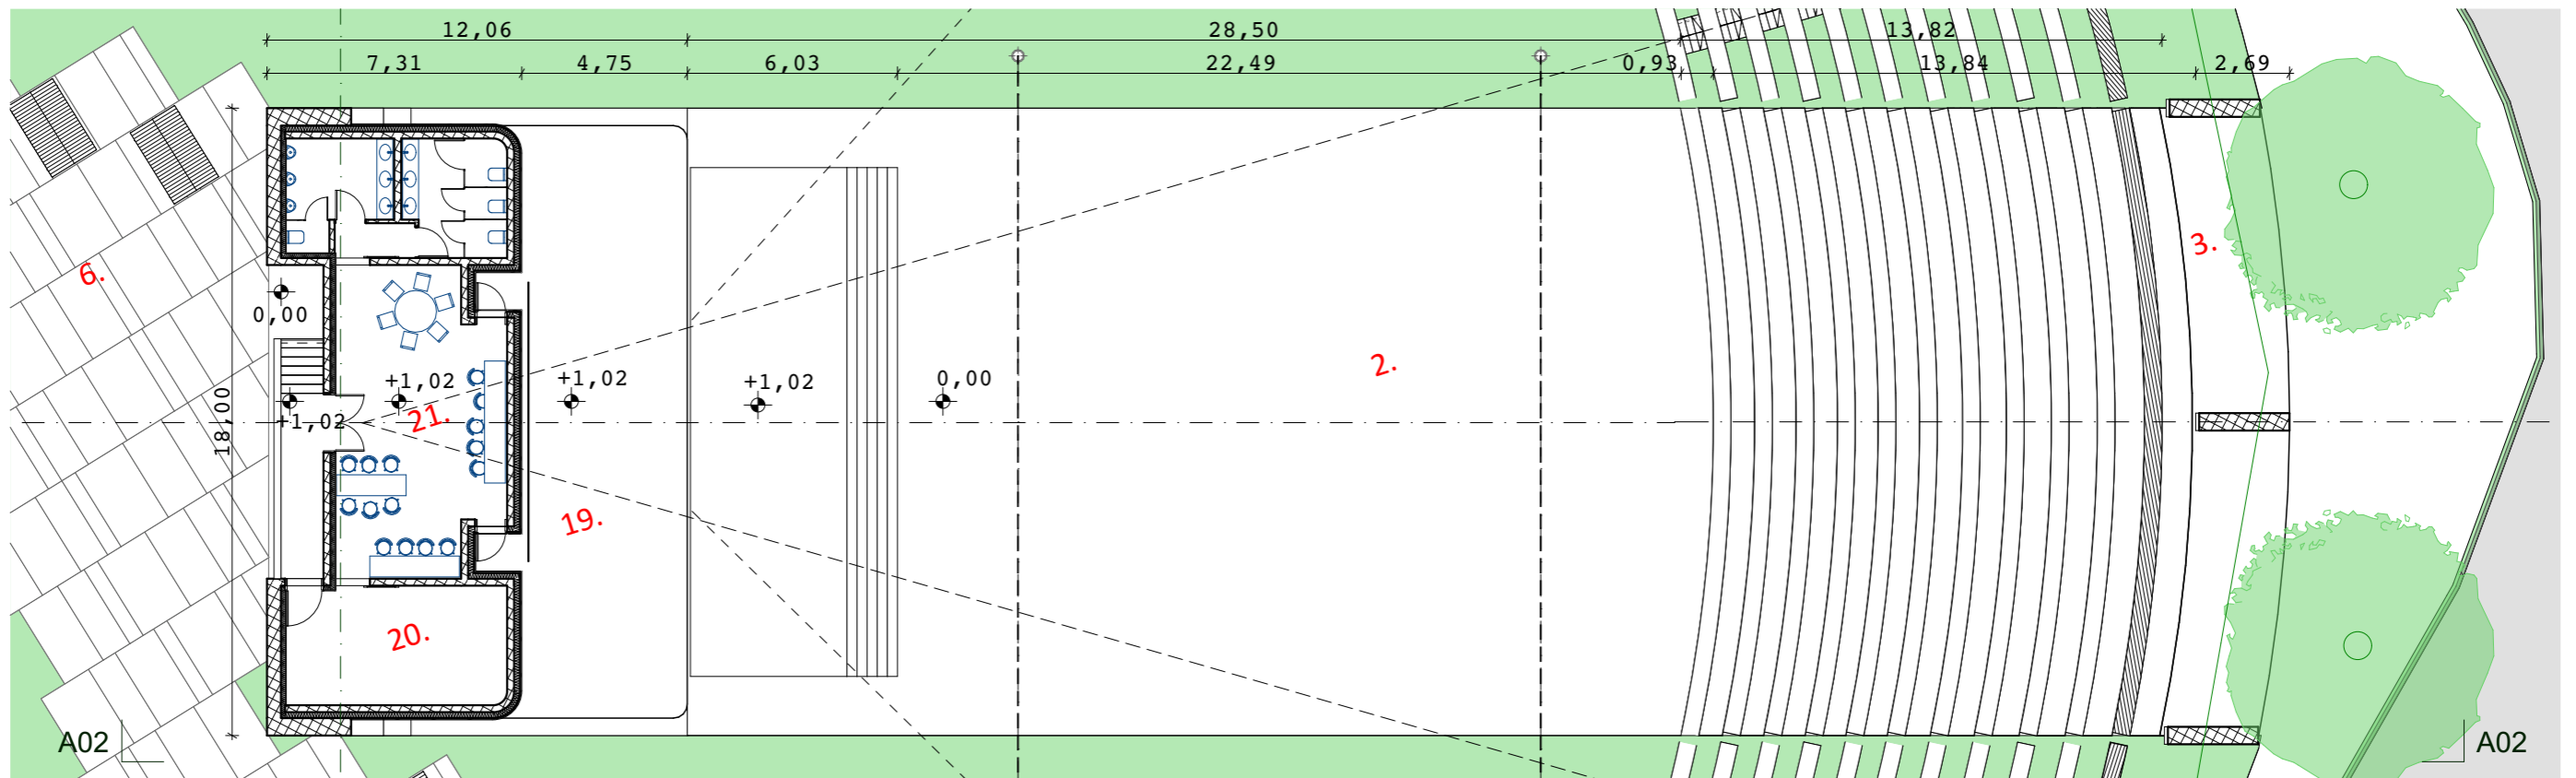 12,06 28,50 13,82
7,31 4,75 6,03 22,49 0,93 13,84 2,69
3.
6.
0,00
2.
+1,02 +1,02 +1,02 0,00
21.
+1,02
18,00
19.
20.
A02 A02